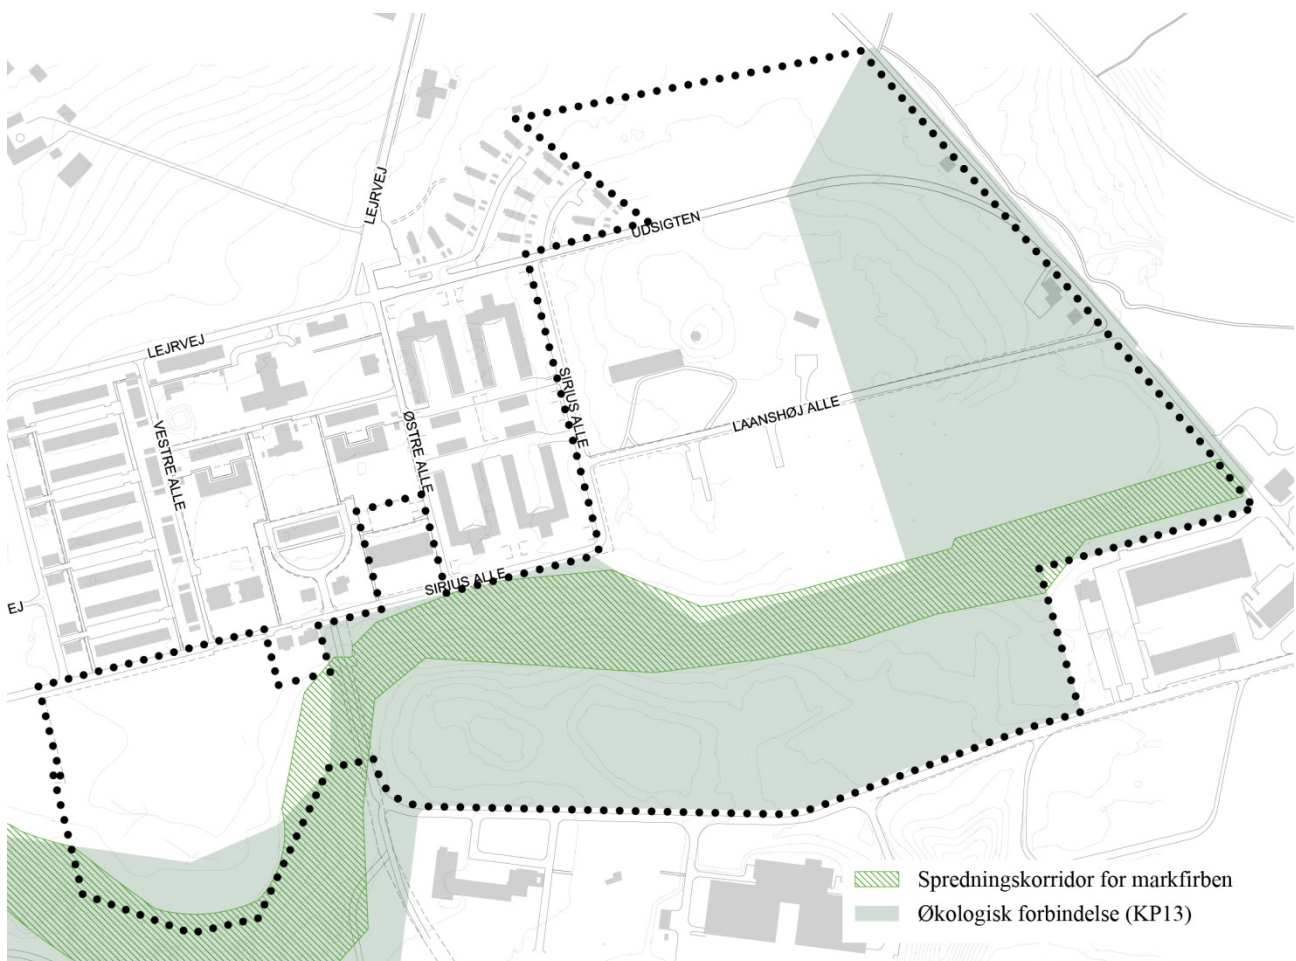 LEJRVEJ
UDSIGTEN
LEJRVEJ
SIRIUS ALLE
LAANSHØJ ALLE
VESTRE ALLE
ØSTRE ALLE
SIRIUS ALLE
EJ
Spredningskorridor for markfirben
Økologisk forbindelse (KP13)